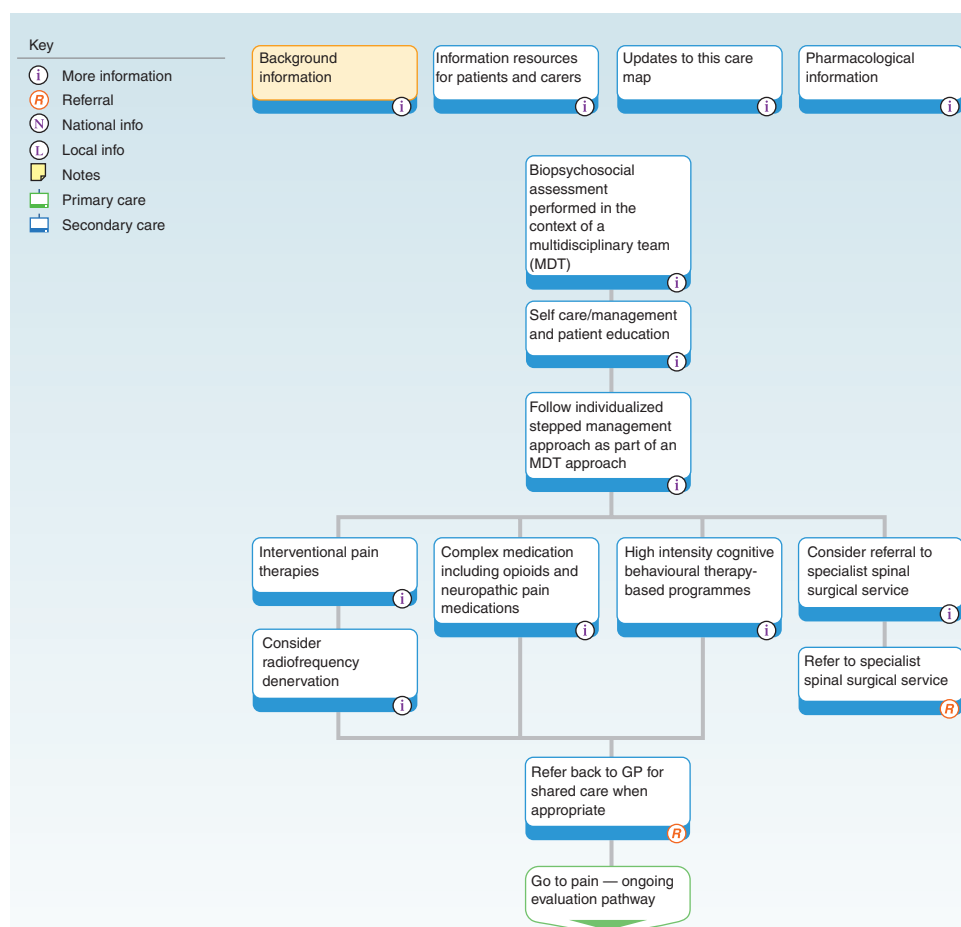 Key
i More information
R Referral
N National info
L Local info
Notes
Primary care
Secondary care
Background
information
i
Information resources
for patients and carers
i
Updates to this care
map
i
Pharmacological
information
i
Biopsychosocial
assessment
performed in the
context of a
multidisciplinary team
(MDT)
i
Self care/management
and patient education
i
Follow individualized
stepped management
approach as part of an
MDT approach
i
Interventional pain
therapies
i
Complex medication
including opioids and
neuropathic pain
medications
i
High intensity cognitive
behavioural therapy-
based programmes
i
Consider referral to
specialist spinal
surgical service
i
Consider
radiofrequency
denervation
i
Refer to specialist
spinal surgical service
R
Refer back to GP for
shared care when
appropriate
R
Go to pain — ongoing
evaluation pathway